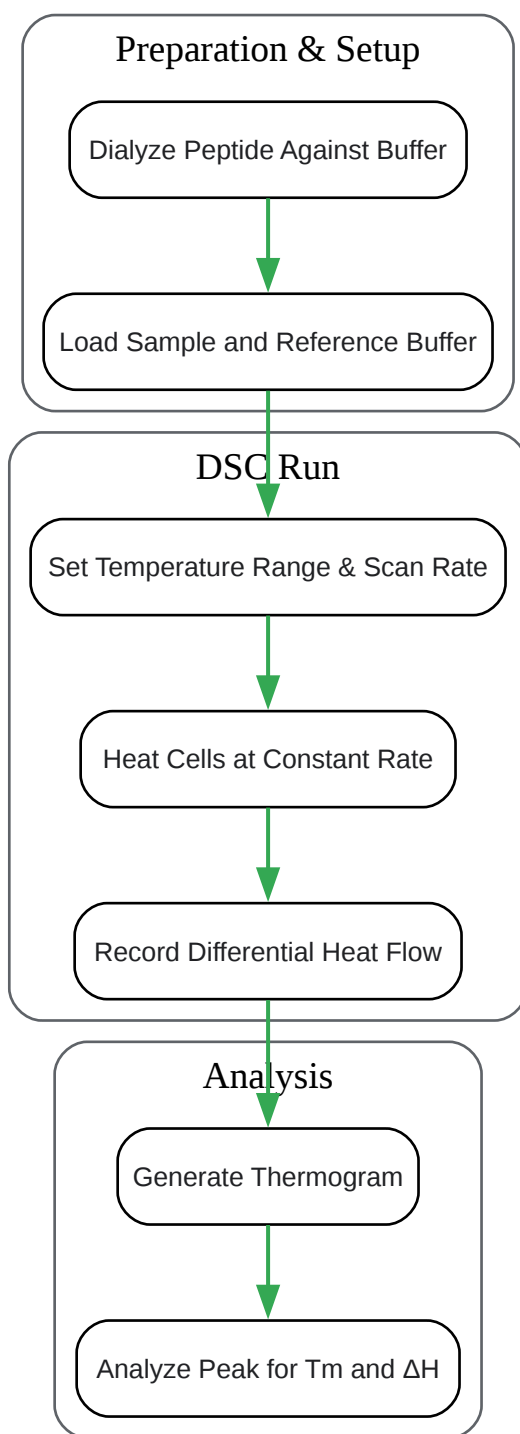 Preparation & Setup
Dialyze Peptide Against Buffer
Load Sample and Reference Buffer
DSC Run
Set Temperature Range & Scan Rate
Heat Cells at Constant Rate
Record Differential Heat Flow
Analysis
Generate Thermogram
Analyze Peak for Tm and ΔH